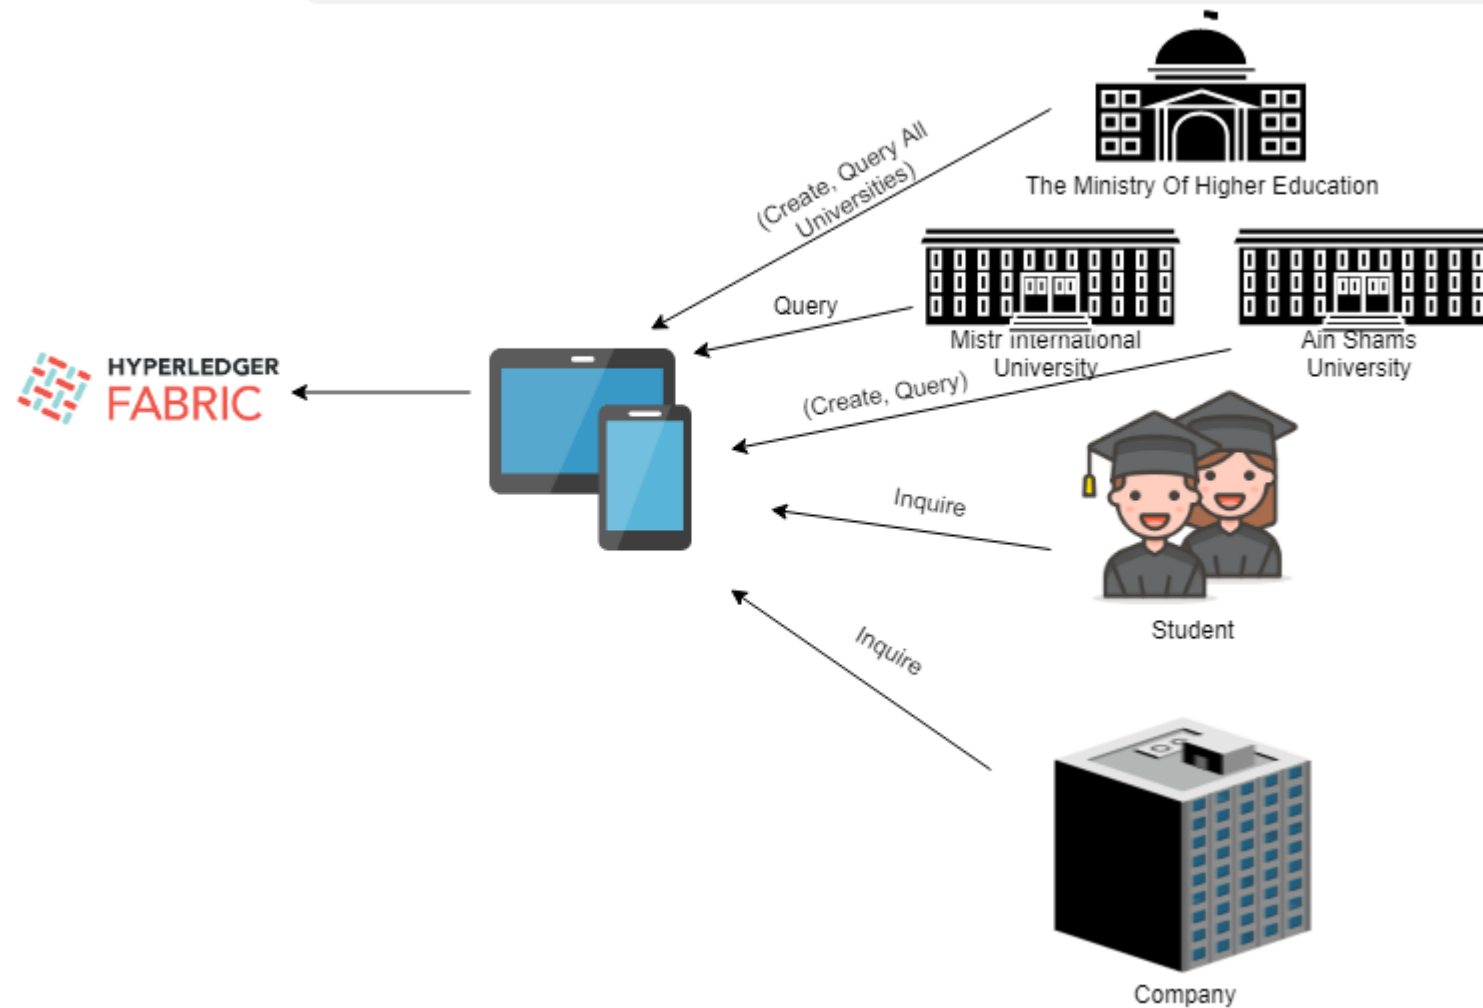 The Ministry Of Higher Education
(Create, Query All
Universities)
Query
Mistr International
University
Ain Shams
University
(Create, Query)
HYPERLEDGER
FABRIC
Inquire
Student
Inquire
Company